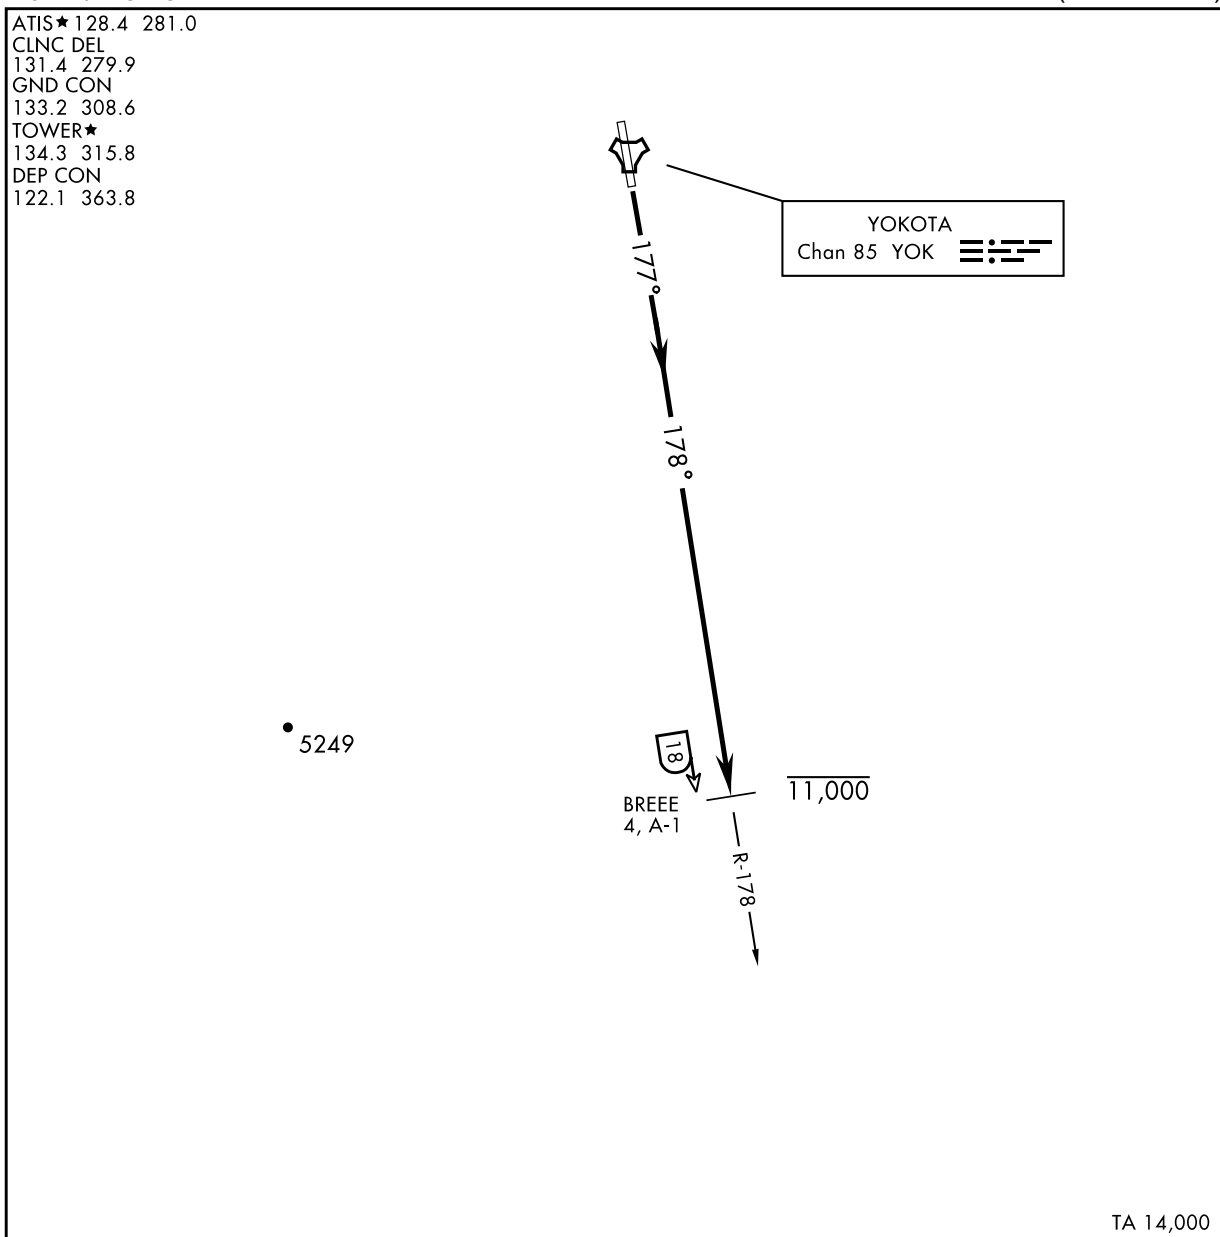 ATIS★ 128.4 281.0
CLNC DEL
131.4 279.9
GND CON
133.2 308.6
TOWER★
134.3 315.8
DEP CON
122.1 363.8
YOKOTA
Chan 85 YOK
177°
178°
5249
18
BREEE
4, A-1
11,000
R-178
TA 14,000